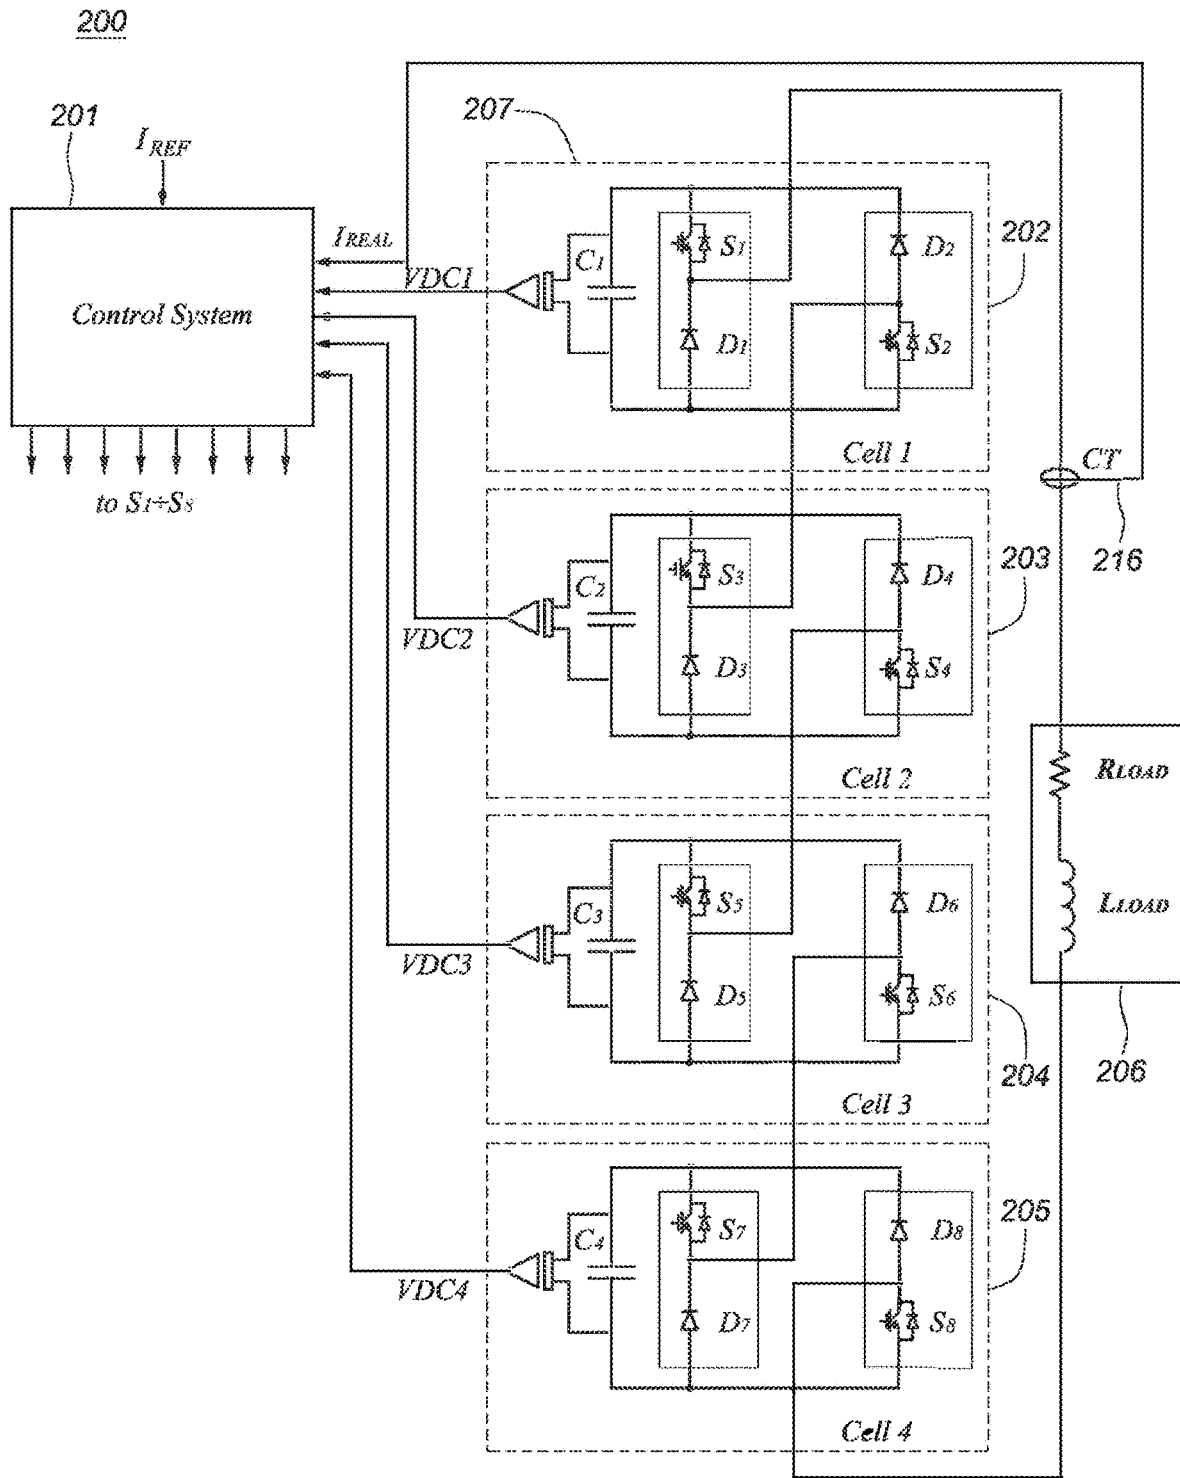 200
201
I REF
207
I REAL
VDC1
Control System
C1
S1
D2
202
D1
S2
Cell 1
CT
to S1÷S8
216
C2
S3
D4
203
VDC2
D3
S4
Cell 2
RLOAD
LLOAD
C3
S5
D6
VDC3
D5
S6
204
206
Cell 3
C4
S7
D8
205
VDC4
D7
S8
Cell 4